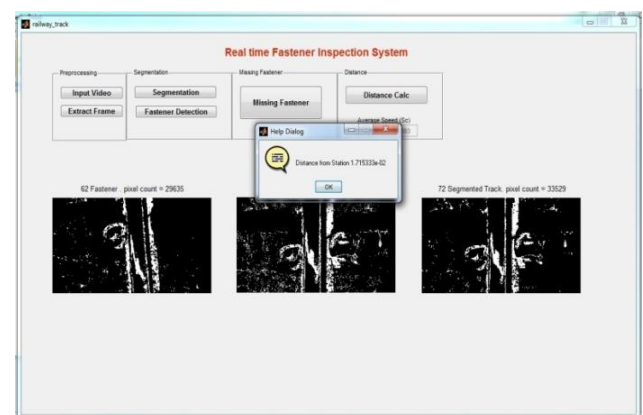 railway_track
Real time Fastener Inspection System
Preprocessing
Segmentation
Missing Fastener
Distance
Input Video
Segmentation
Missing Fastener
Distance Calc
Extract Frame
Fastener Detection
Average Speed (Sc)
Help Dialog
Distance from Station 1.715333e-02
OK
62 Fastener . pixel count = 29635
72 Segmented Track. pixel count = 33529